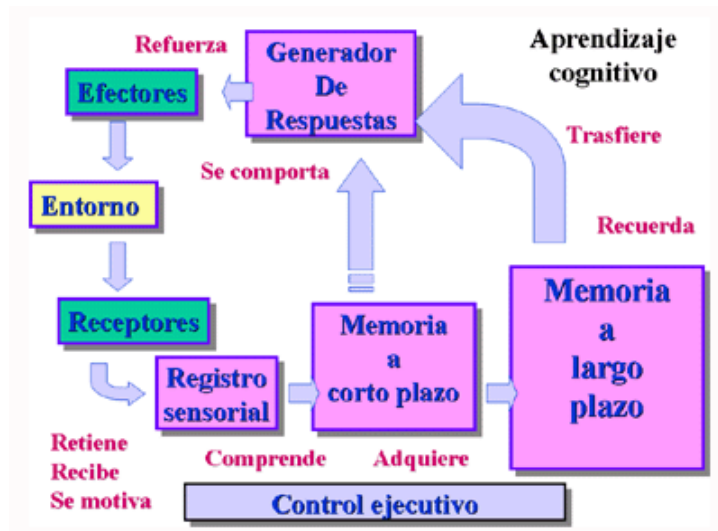 Refuerza
Generador
De
Respuestas
Aprendizaje
cognitivo
Efectores
Trasfiere
Se comporta
Entorno
Recuerda
Receptores
Memoria
a
corto plazo
Memoria
a
largo
plazo
Registro
sensorial
Retiene
Recibe
Se motiva
Comprende
Adquiere
Control ejecutivo